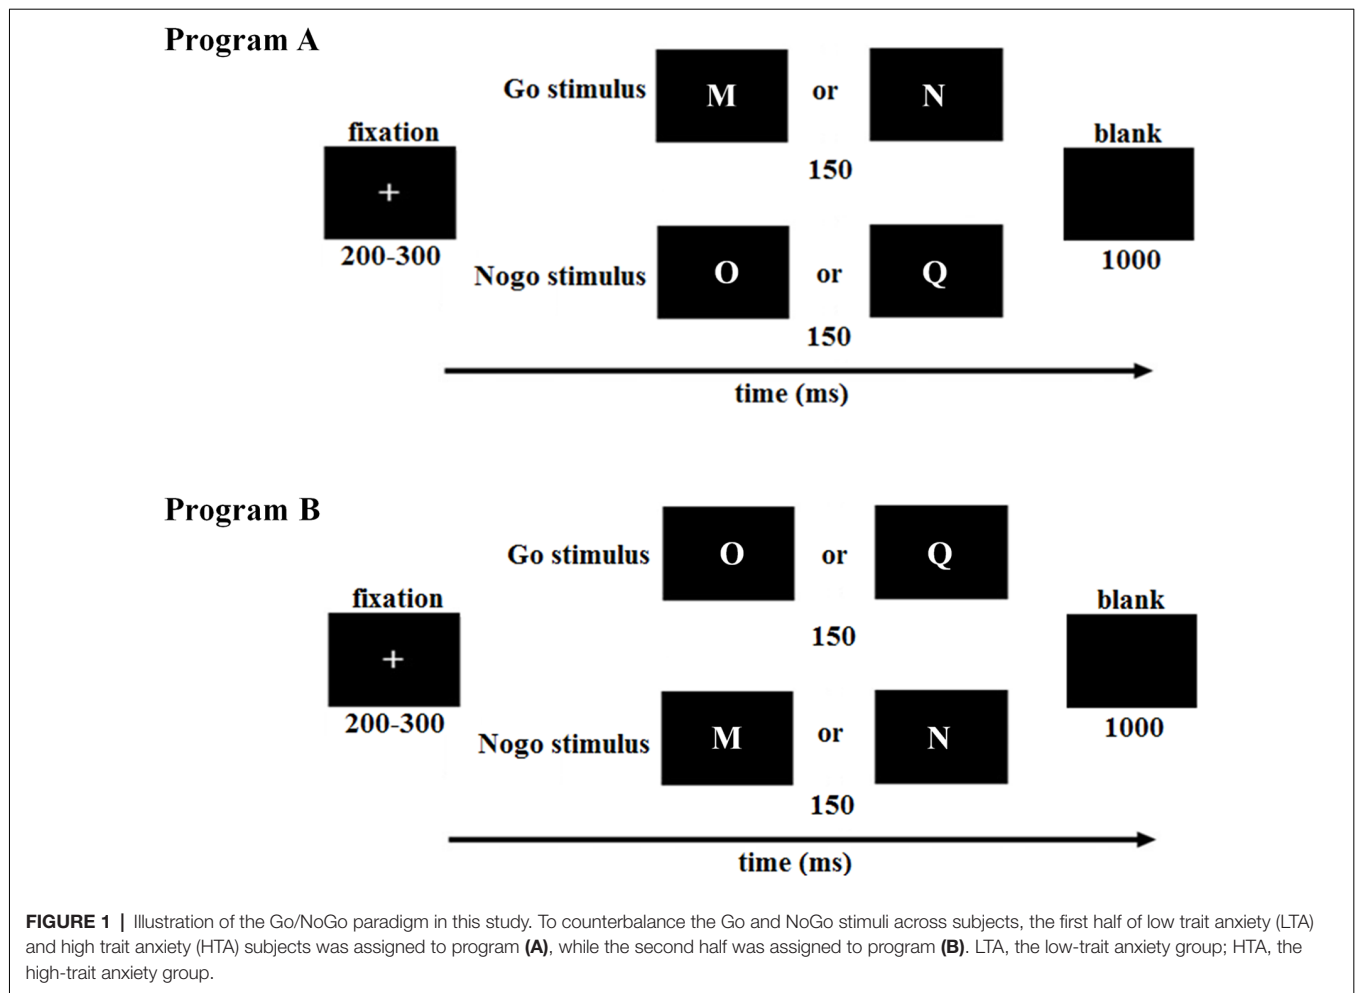 Program A
Go stimulus M or N
fixation
blank
150
+
200-300
1000
Nogo stimulus O or Q
150
time (ms)
Program B
Go stimulus O or Q
fixation
blank
150
+
200-300
1000
Nogo stimulus M or N
150
time (ms)
FIGURE 1 | Illustration of the Go/NoGo paradigm in this study. To counterbalance the Go and NoGo stimuli across subjects, the first half of low trait anxiety (LTA)
and high trait anxiety (HTA) subjects was assigned to program (A), while the second half was assigned to program (B). LTA, the low-trait anxiety group; HTA, the
high-trait anxiety group.